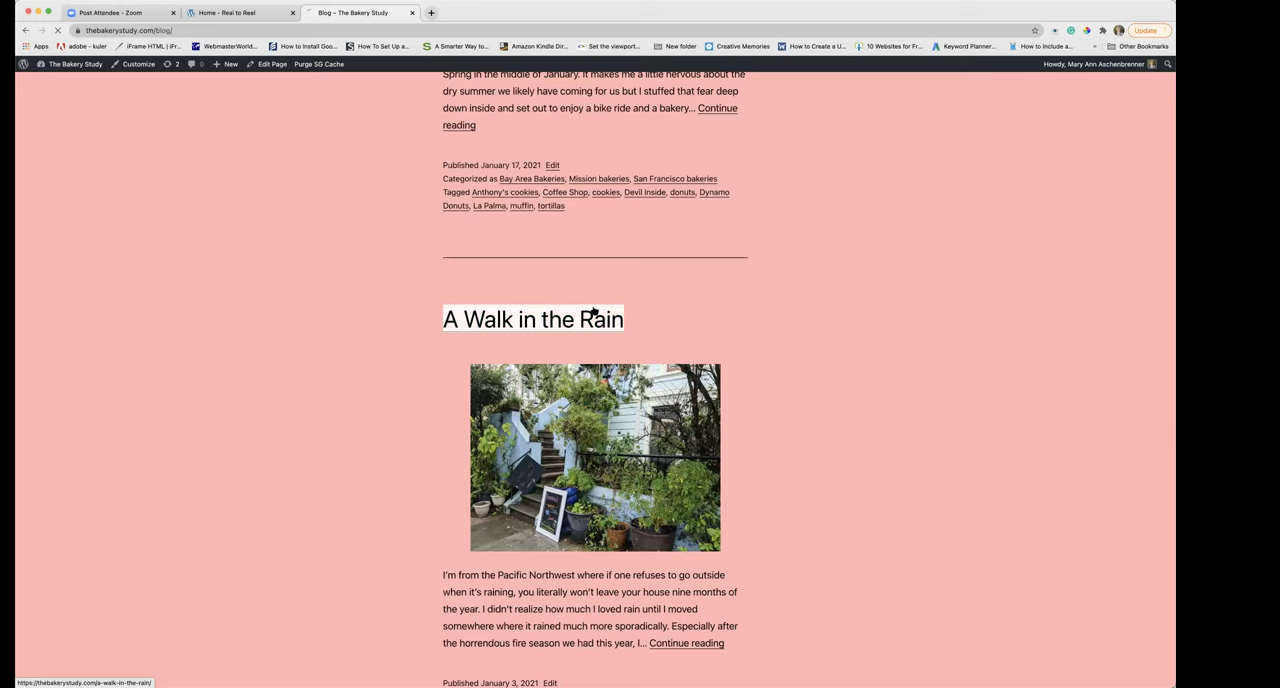 Post Attendee - Zoom
Home - Real to Reel
Blog – The Bakery Study
thebakerystudy.com/blog/
Update
Apps
adobe - kuler
iFrame HTML | iFr...
WebmasterWorld...
How to Install Goo...
How To Set Up a...
A Smarter Way to...
Amazon Kindle Dir...
Set the viewport...
New folder
Creative Memories
How to Create a U...
10 Websites for Fr...
Keyword Planner...
How to Include a...
Other Bookmarks
The Bakery Study
Customize
2
0
New
Edit Page
Purge SG Cache
Howdy, Mary Ann Aschenbrenner
Spring in the middle of January. It makes me a little nervous about the
dry summer we likely have coming for us but I stuffed that fear deep
down inside and set out to enjoy a bike ride and a bakery... Continue
reading
Published January 17, 2021 Edit
Categorized as Bay Area Bakeries, Mission bakeries, San Francisco bakeries
Tagged Anthony's cookies, Coffee Shop, cookies, Devil Inside, donuts, Dynamo
Donuts, La Palma, muffin, tortillas
A Walk in the Rain
I'm from the Pacific Northwest where if one refuses to go outside
when it's raining, you literally won't leave your house nine months of
the year. I didn't realize how much I loved rain until I moved
somewhere where it rained much more sporadically. Especially after
the horrendous fire season we had this year, I... Continue reading
Published January 3, 2021 Edit
https://thebakerystudy.com/a-walk-in-the-rain/